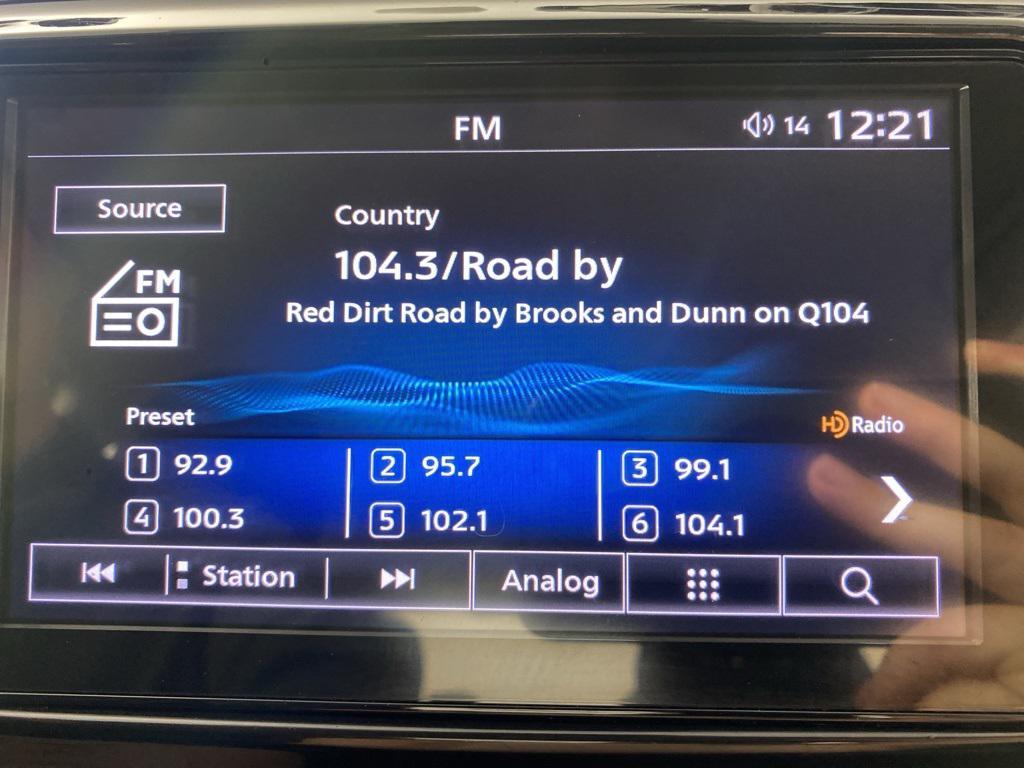 FM 14 12:21
Source
Country
FM
104.3/Road by
Red Dirt Road by Brooks and Dunn on Q104
Preset
HD Radio
1 92.9 2 95.7 3 99.1
4 100.3 5 102.1 6 104.1
Station Analog